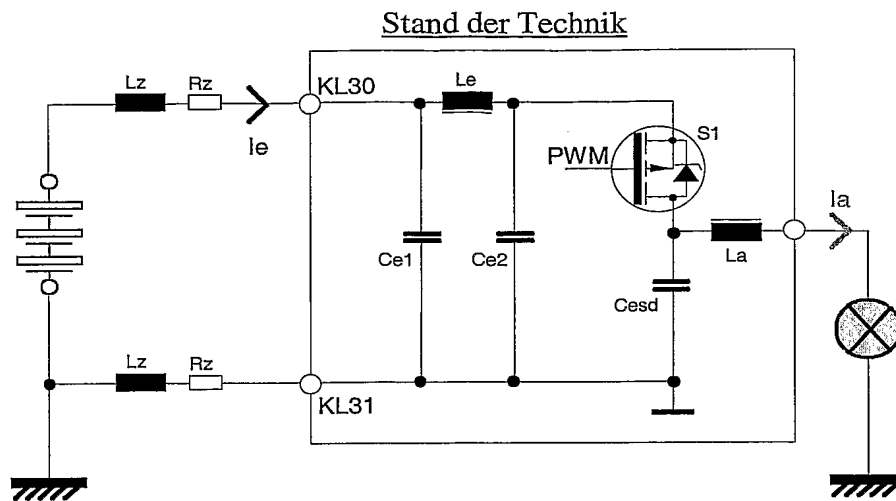 Stand der Technik
Lz
Rz
KL30
Ie
Le
S1
PWM
Ia
Ce1
Ce2
La
Cesd
Lz
Rz
KL31